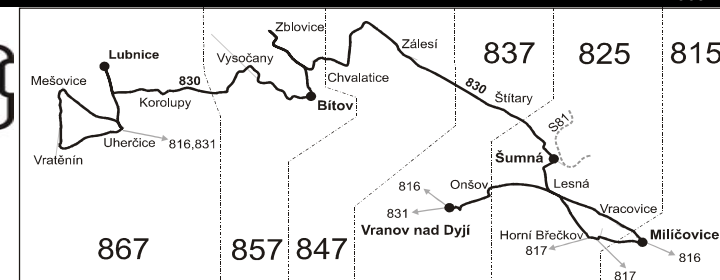 Zblovice
Lubnice
Vysočany
Zálesí
837
825
815
Mešovice
830
Chvalatice
830
Korolupy
Bítov
Štítary
S81
Uherčice
816,831
Vratěnín
Šumná
816
Onšov
Lesná
831
Vracovice
Vranov nad Dyjí
Horní Břečkov
Milíčovice
867
857
847
817
816
817